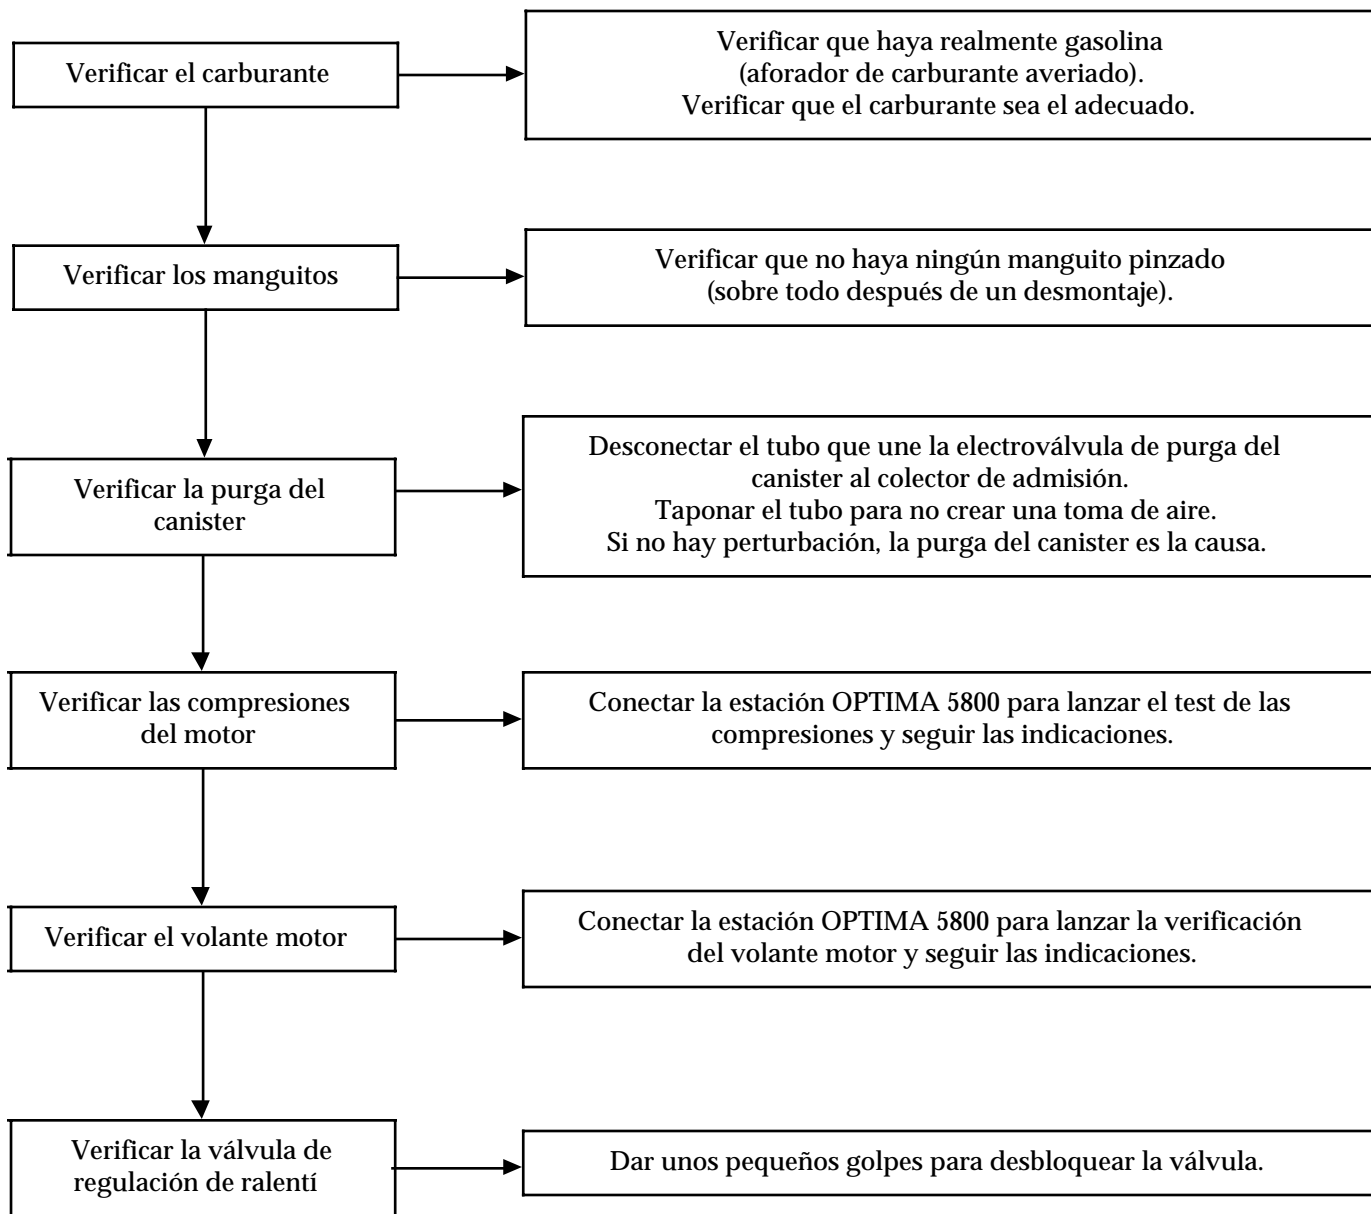 Verificar el carburante
Verificar que haya realmente gasolina
(aforador de carburante averiado).
Verificar que el carburante sea el adecuado.
Verificar los manguitos
Verificar que no haya ningún manguito pinzado
(sobre todo después de un desmontaje).
Verificar la purga del
canister
Desconectar el tubo que une la electroválvula de purga del
canister al colector de admisión.
Taponar el tubo para no crear una toma de aire.
Si no hay perturbación, la purga del canister es la causa.
Verificar las compresiones
del motor
Conectar la estación OPTIMA 5800 para lanzar el test de las
compresiones y seguir las indicaciones.
Verificar el volante motor
Conectar la estación OPTIMA 5800 para lanzar la verificación
del volante motor y seguir las indicaciones.
Verificar la válvula de
regulación de ralentí
Dar unos pequeños golpes para desbloquear la válvula.